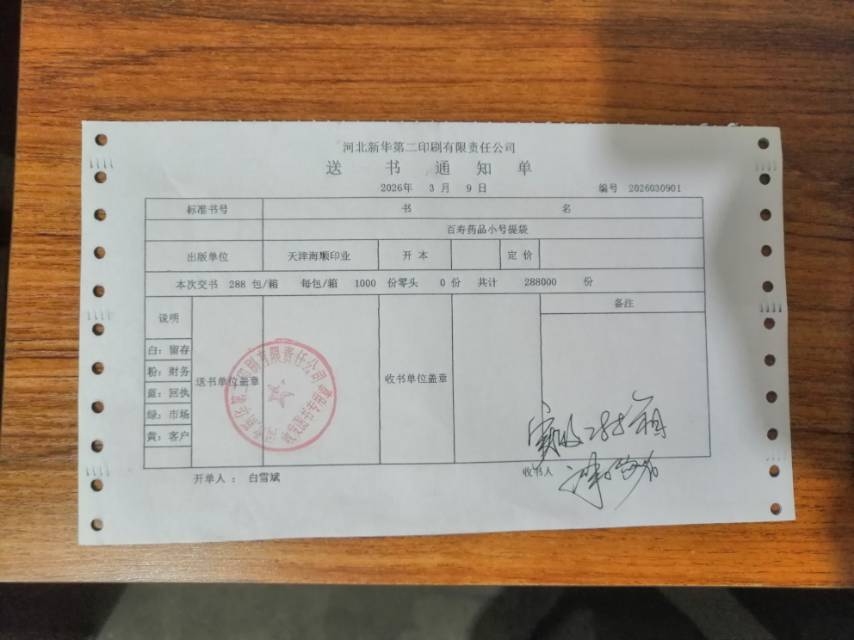 河北新华第二印刷有限责任公司
送 书 通 知 单
2026年 3 月 9 日 编号 2026030901
标准书号 书 名
百寿药品小号提袋
出版单位 天津海顺印业 开 本 定 价
本次交书 288 包/箱 每包/箱 1000 份零头 0 份 共计 288000 份
说明 备注
白：留存
粉：财务
送书单位盖章 收书单位盖章
蓝：回执
绿：市场
黄：客户
开单人： 白雪斌 收书人